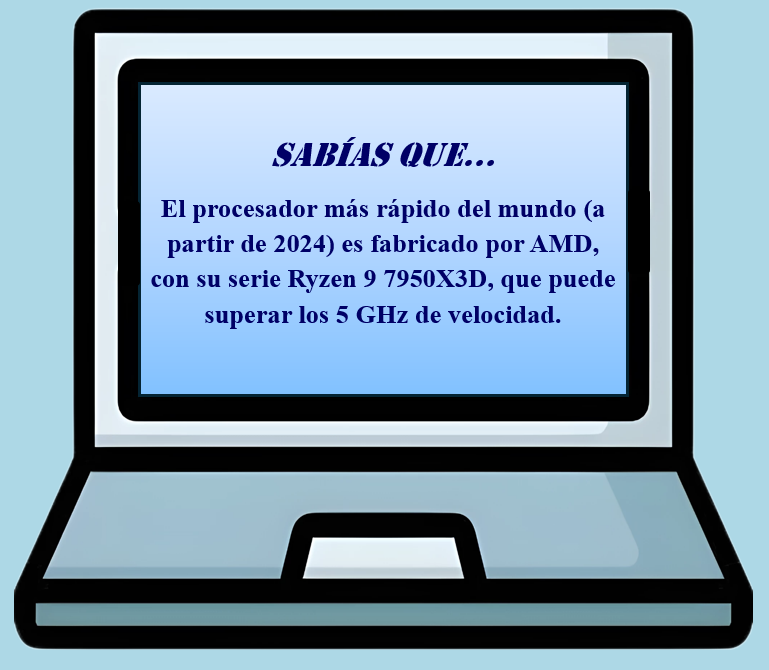 SABÍAS QUE...
El procesador más rápido del mundo (a
partir de 2024) es fabricado por AMD,
con su serie Ryzen 9 7950X3D, que puede
superar los 5 GHz de velocidad.